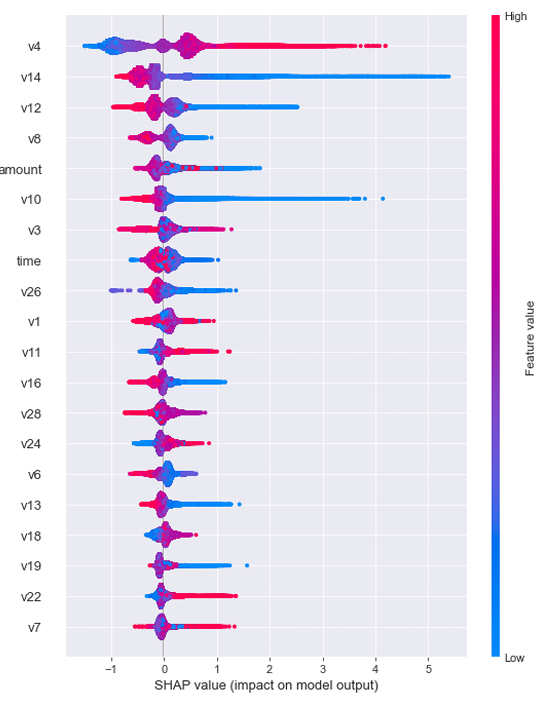 High
v4
v14
v12
v8
amount
v10
v3
time
v26
v1
v11
v16
v28
v24
v6
v13
v18
v19
v22
v7
Low
−1 0 1 2 3 4 5
SHAP value (impact on model output)
Feature value